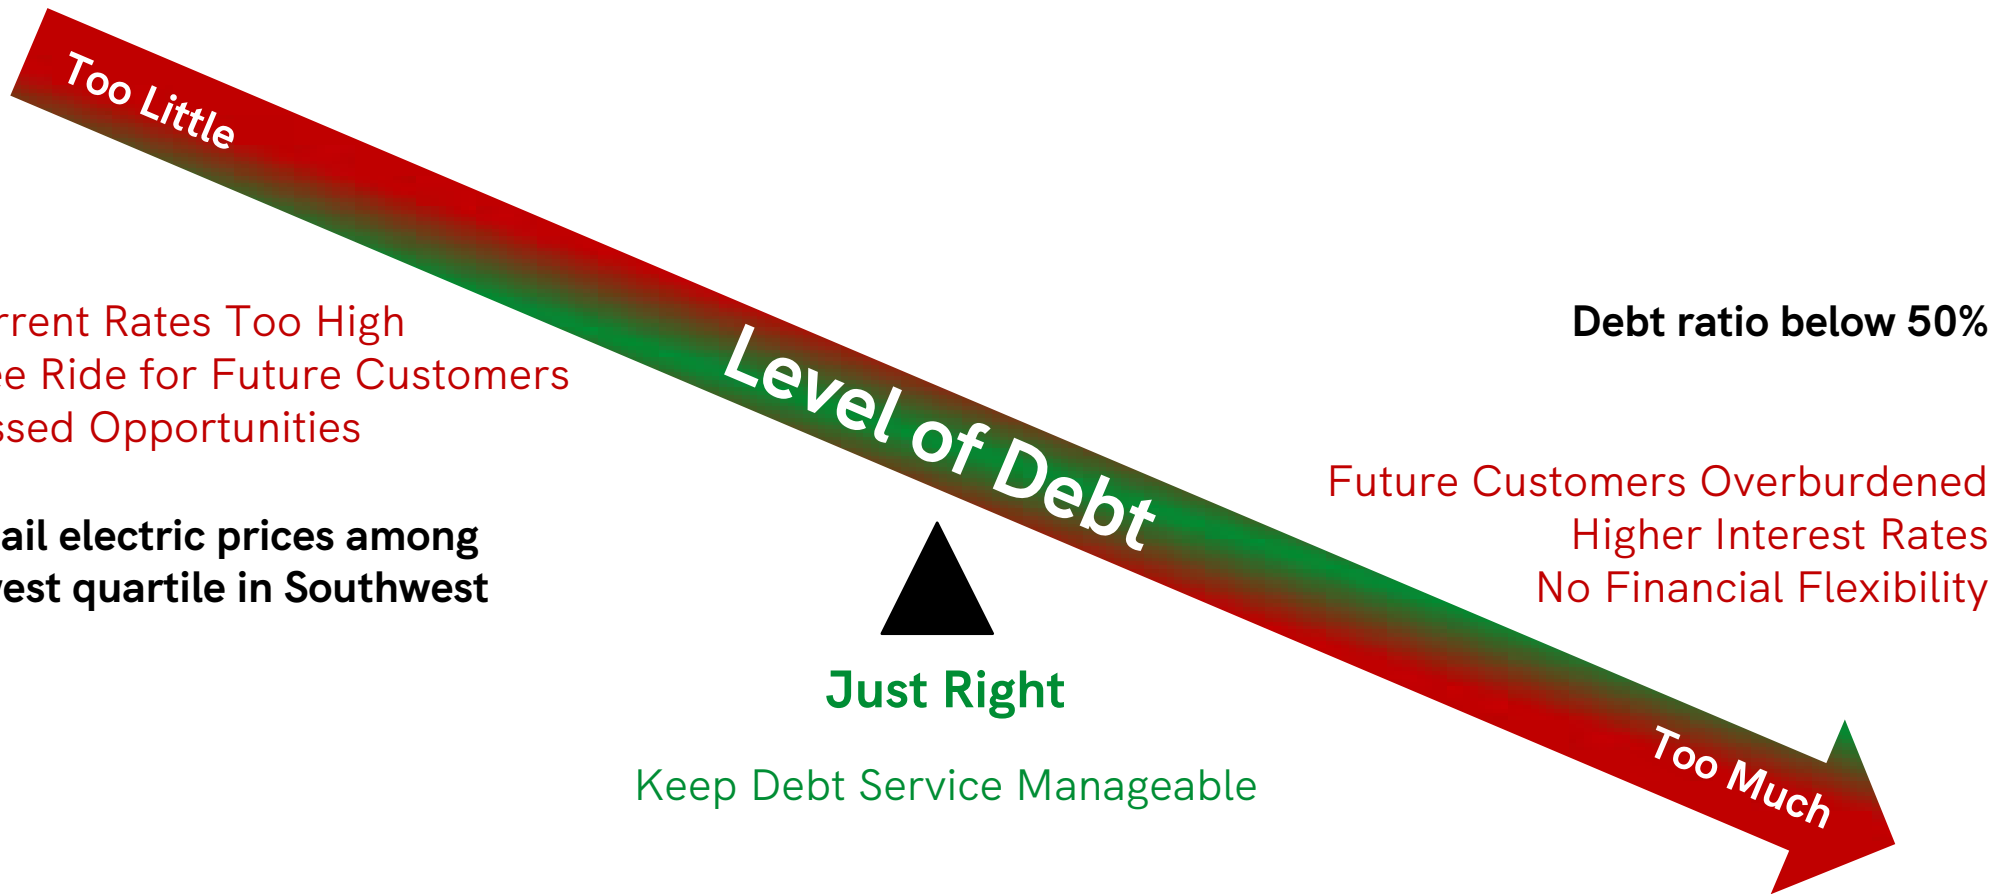 Too Little
Rates Too High
Ride for Future Customers
Opportunities
electric prices among
quartile in Southwest
Level of Debt
Just Right
Keep Debt Service Manageable
Debt ratio below 50%
Future Customers Overburdened
Higher Interest Rates
No Financial Flexibility
Too Much